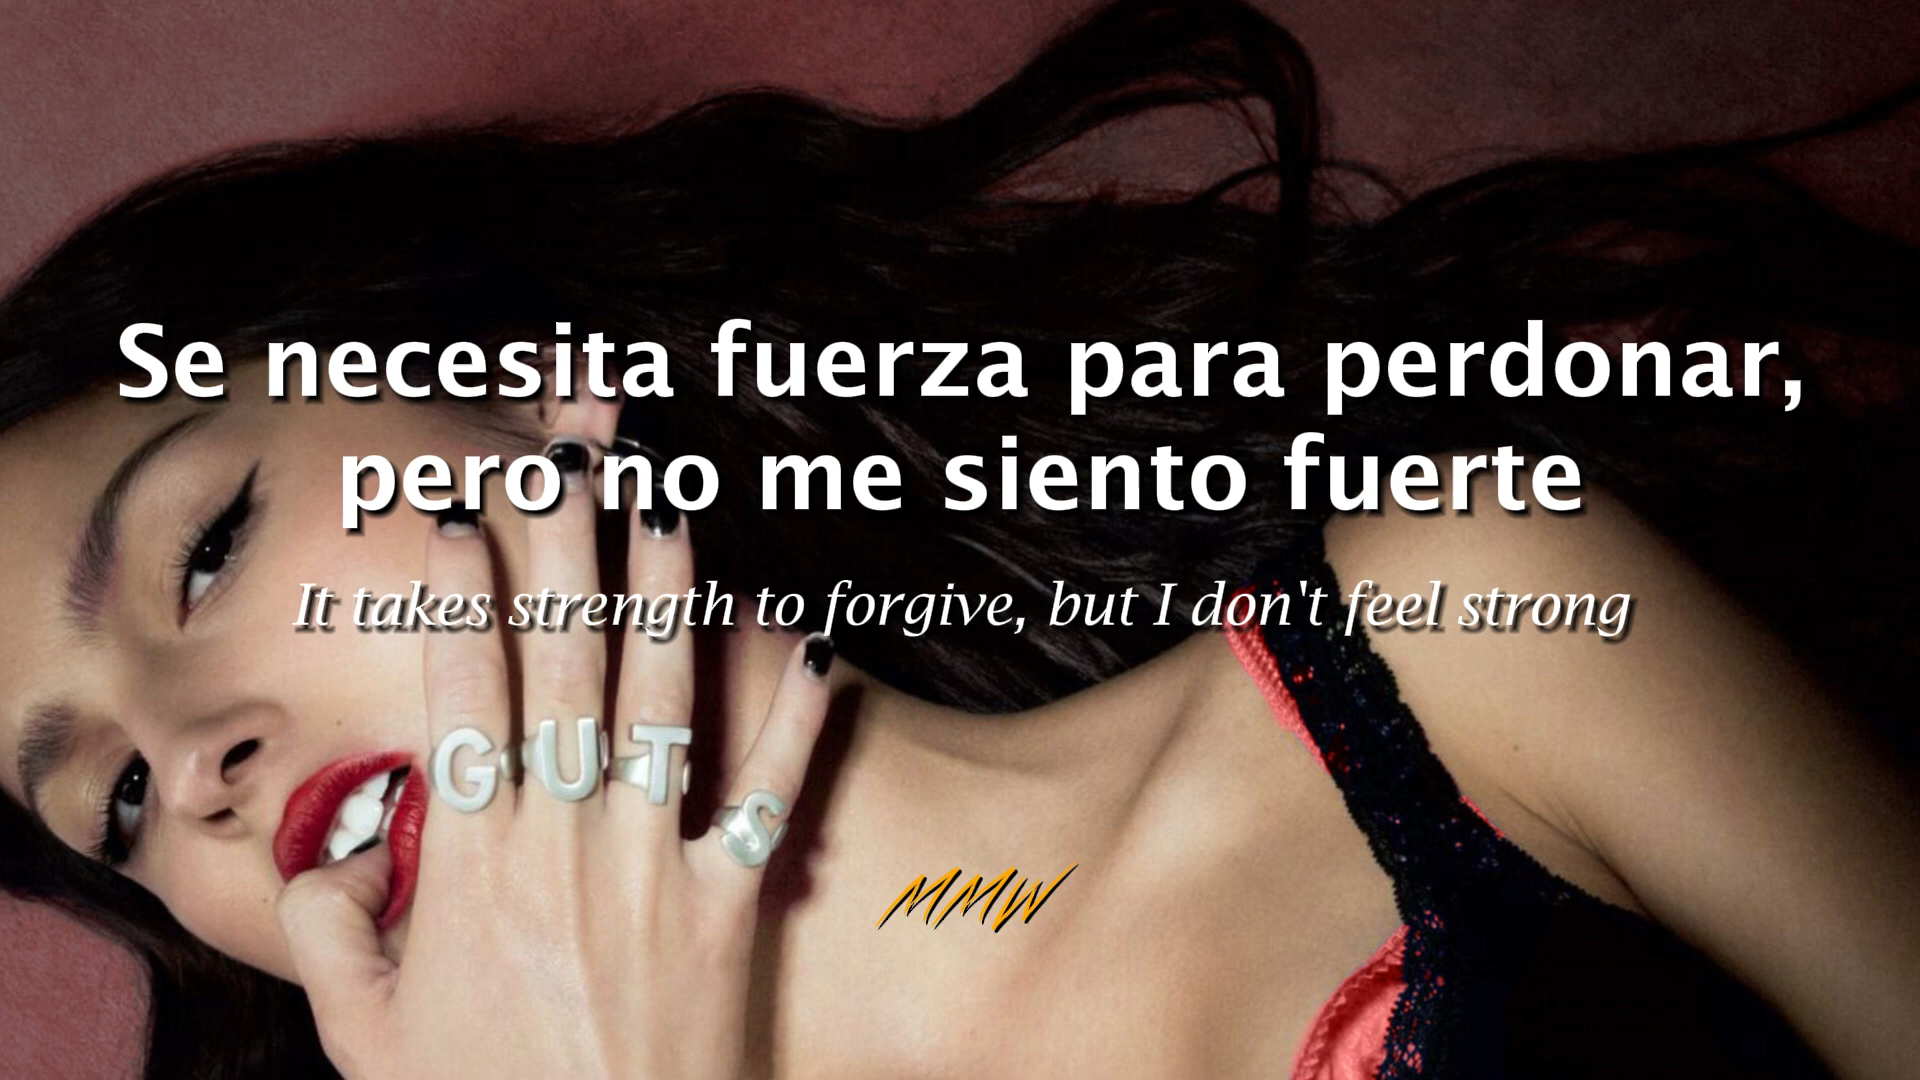 Se necesita fuerza para perdonar,
pero no me siento fuerte
It takes strength to forgive, but I don't feel strong
GUTS
MMW